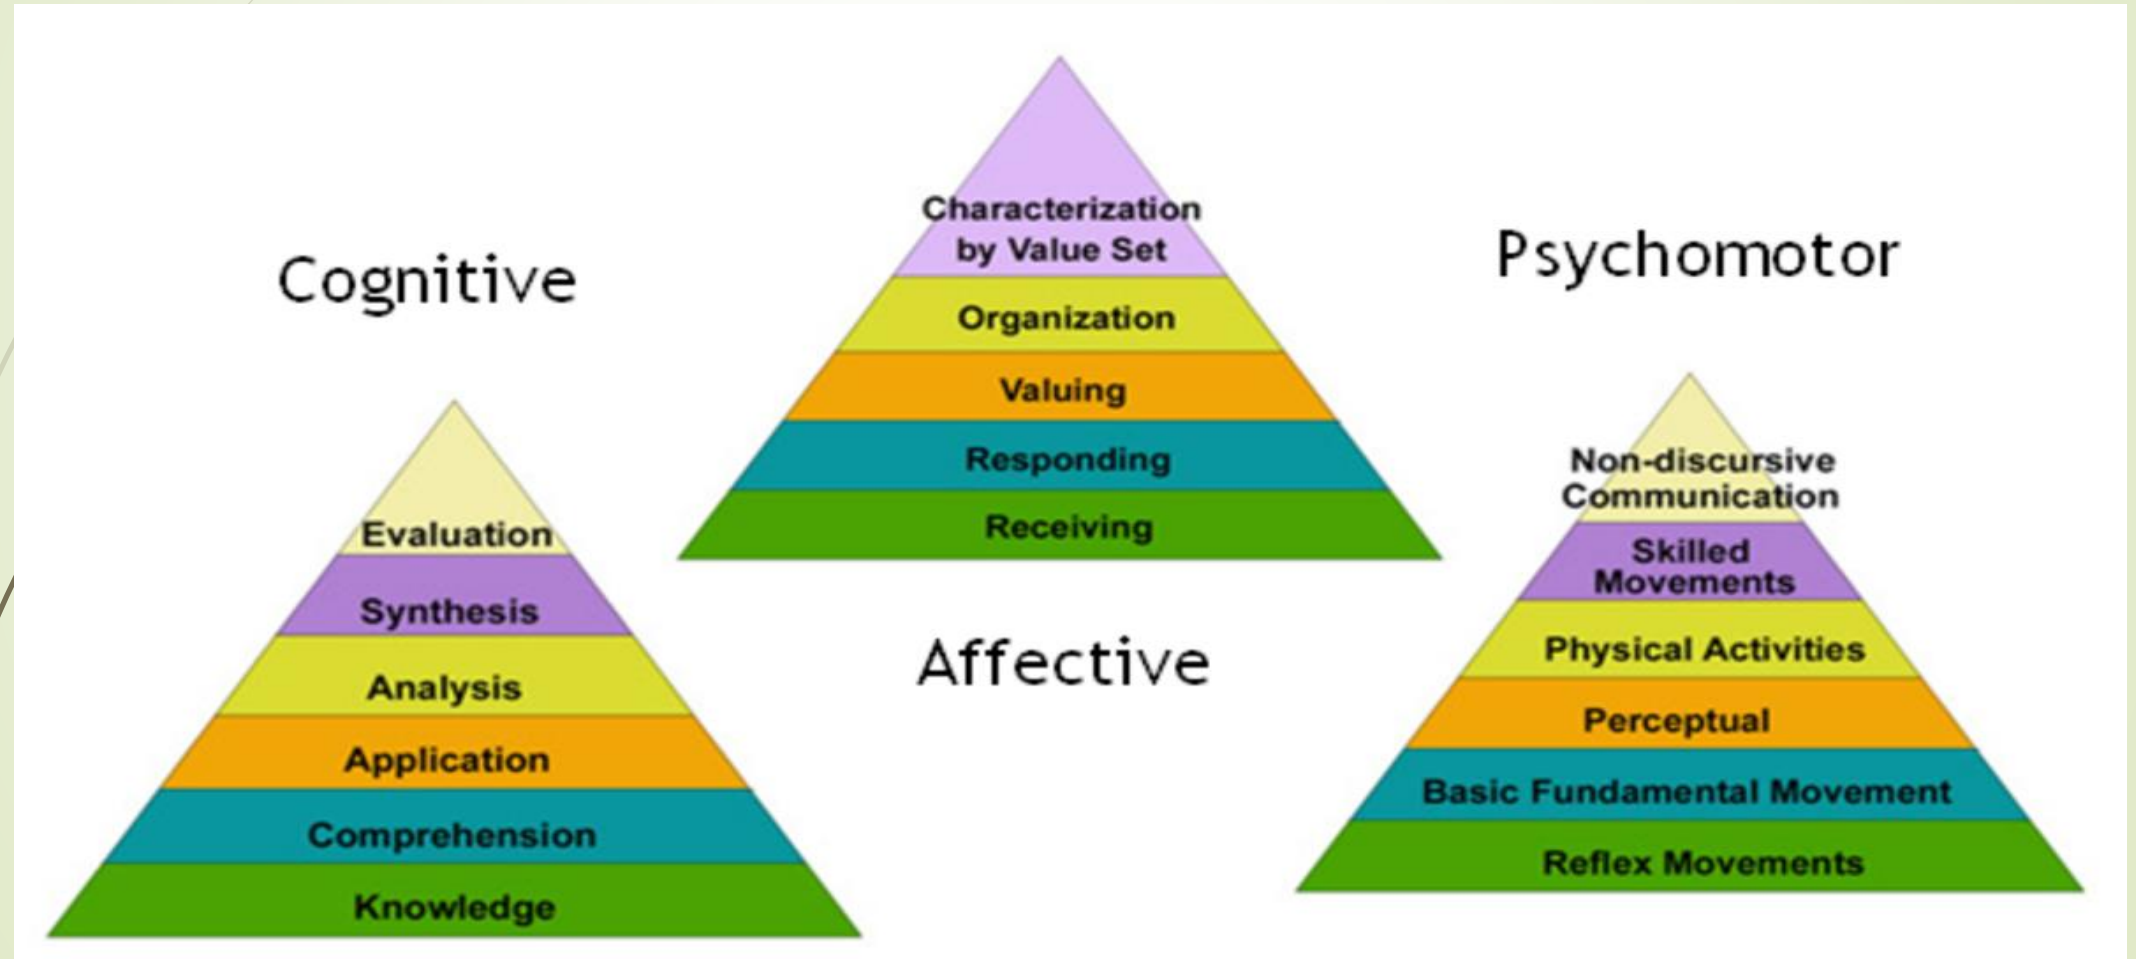 Cognitive
Evaluation
Synthesis
Analysis
Application
Comprehension
Knowledge
Characterization
by Value Set
Organization
Valuing
Responding
Receiving
Affective
Psychomotor
Non-discursive
Communication
Skilled
Movements
Physical Activities
Perceptual
Basic Fundamental Movement
Reflex Movements